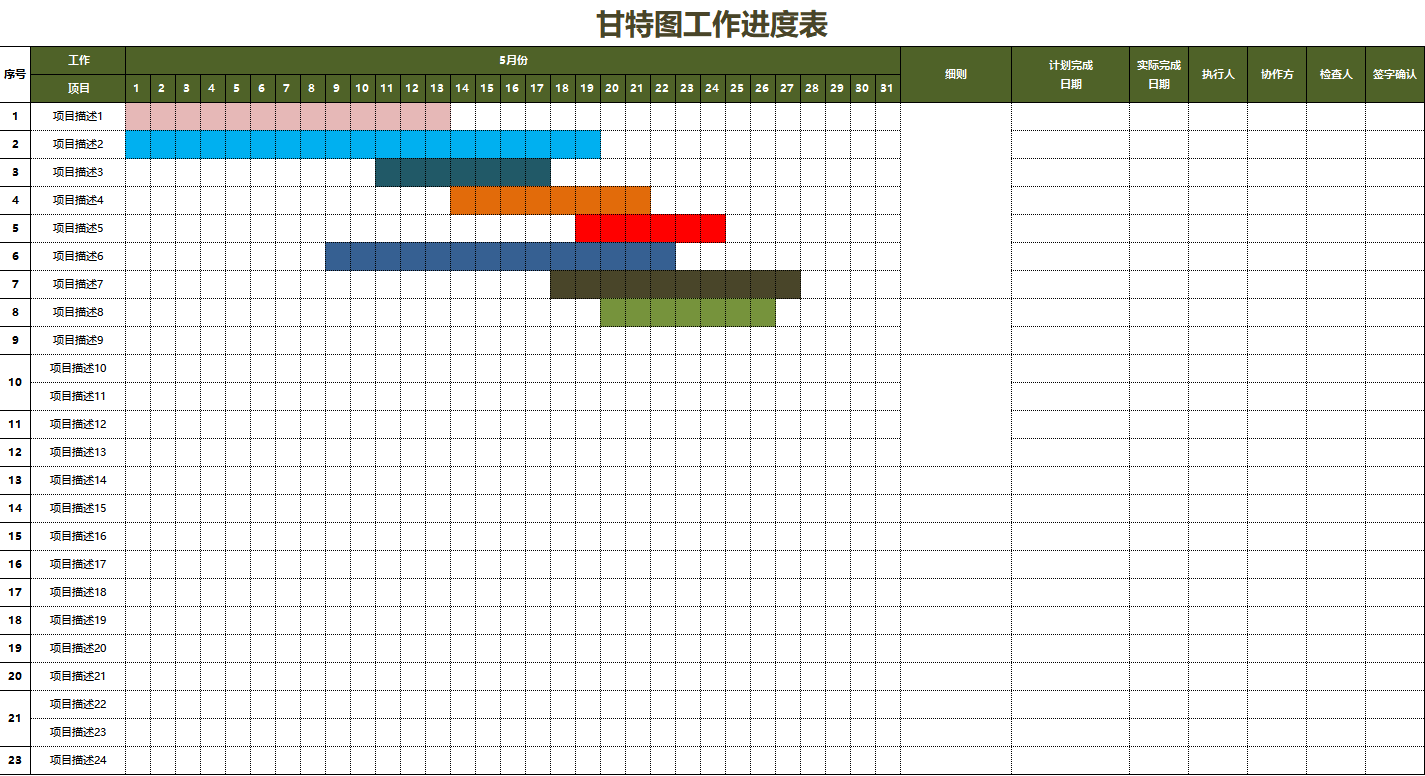 甘特图工作进度表
序号 工作 5月份 细则 计划完成 实际完成 执行人 协作方 检查人 签字确认
项目 1 2 3 4 5 6 7 8 9 10 11 12 13 14 15 16 17 18 19 20 21 22 23 24 25 26 27 28 29 30 31 日期 日期
1 项目描述1
2 项目描述2
3 项目描述3
4 项目描述4
5 项目描述5
6 项目描述6
7 项目描述7
8 项目描述8
9 项目描述9
10 项目描述10
项目描述11
11 项目描述12
12 项目描述13
13 项目描述14
14 项目描述15
15 项目描述16
16 项目描述17
17 项目描述18
18 项目描述19
19 项目描述20
20 项目描述21
21 项目描述22
项目描述23
23 项目描述24